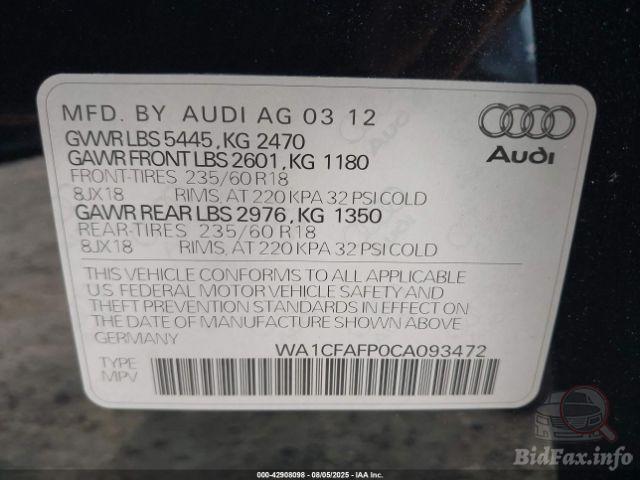 MFD. BY AUDI AG 03 12
GVWR LBS 5445, KG 2470
GAWR FRONT LBS 2601, KG 1180
FRONT-TIRES 235/60 R18
8JX18 RIMS, AT 220 KPA 32 PSI COLD
GAWR REAR LBS 2976, KG 1350
REAR-TIRES 235/60 R18
8JX18 RIMS, AT 220 KPA 32 PSI COLD
Audi
THIS VEHICLE CONFORMS TO ALL APPLICABLE
U.S FEDERAL MOTOR VEHICLE SAFETY AND
THEFT PREVENTION STANDARDS IN EFFECT ON
THE DATE OF MANUFACTURE SHOWN ABOVE.
GERMANY WA1CFAFP0CA093472
TYPE
MPV
BidFax.info
000-42908098 - 08/05/2025 - IAA Inc.